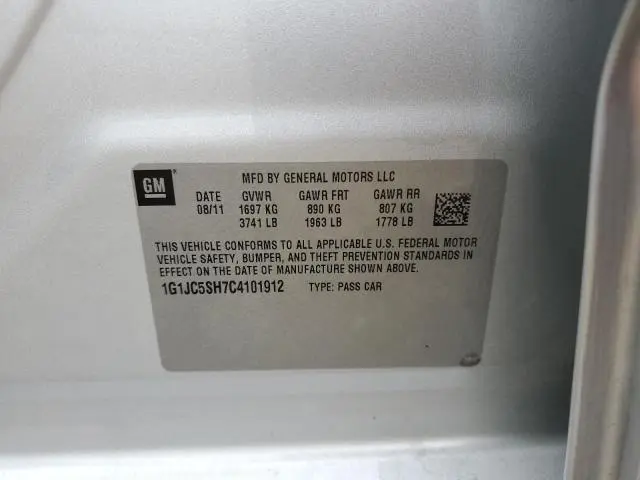 GM
MFD BY GENERAL MOTORS LLC
DATE GVWR GAWR FRT GAWR RR
08/11 1697 KG 890 KG 807 KG
3741 LB 1963 LB 1778 LB
THIS VEHICLE CONFORMS TO ALL APPLICABLE U.S. FEDERAL MOTOR
VEHICLE SAFETY, BUMPER, AND THEFT PREVENTION STANDARDS IN
EFFECT ON THE DATE OF MANUFACTURE SHOWN ABOVE.
1G1JC5SH7C4101912 TYPE: PASS CAR